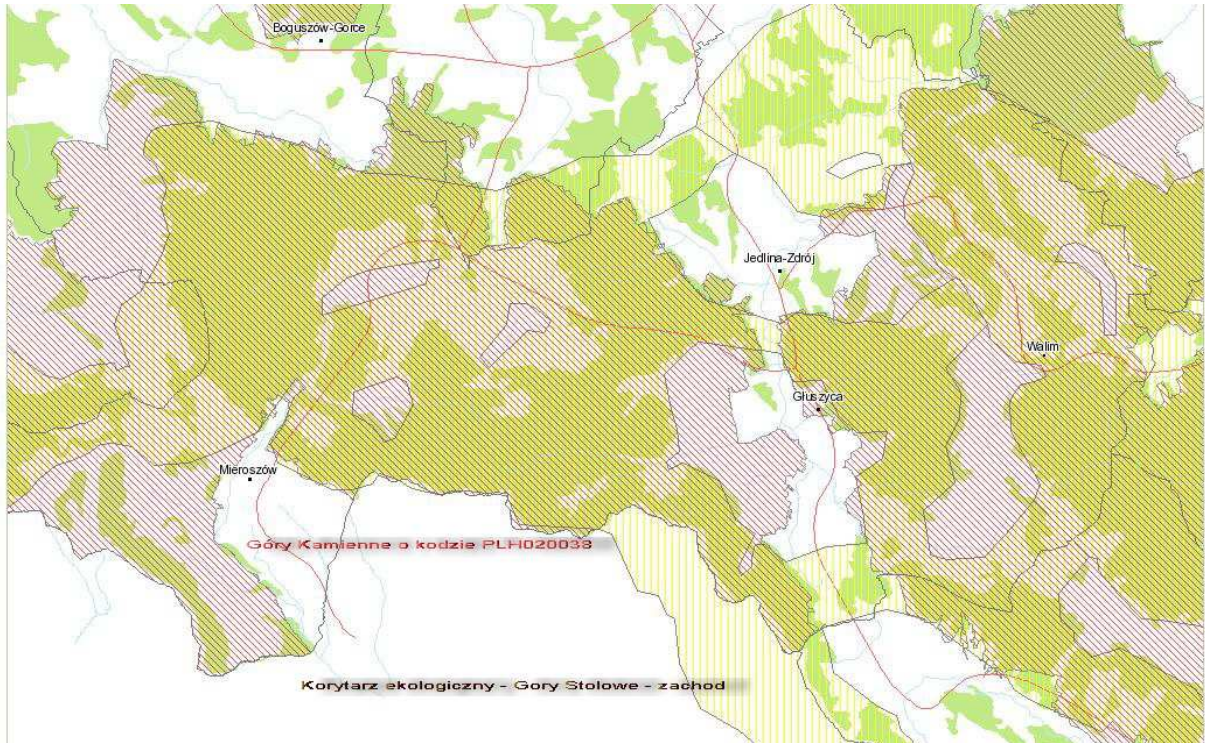 Boguszów-Gorce
Jedlina-Zdrój
Walim
Głuszyca
Mieroszów
Góry Kamienne o kodzie PLH020038
Korytarz ekologiczny - Gory Stolowe - zachod